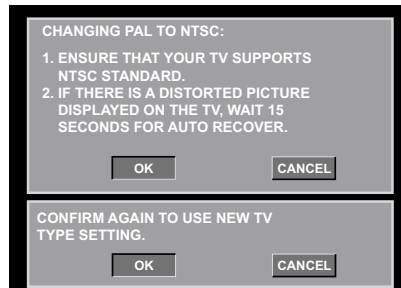 CHANGING PAL TO NTSC:
1. ENSURE THAT YOUR TV SUPPORTS
NTSC STANDARD.
2. IF THERE IS A DISTORTED PICTURE
DISPLAYED ON THE TV, WAIT 15
SECONDS FOR AUTO RECOVER.
OK CANCEL
CONFIRM AGAIN TO USE NEW TV
TYPE SETTING.
OK CANCEL